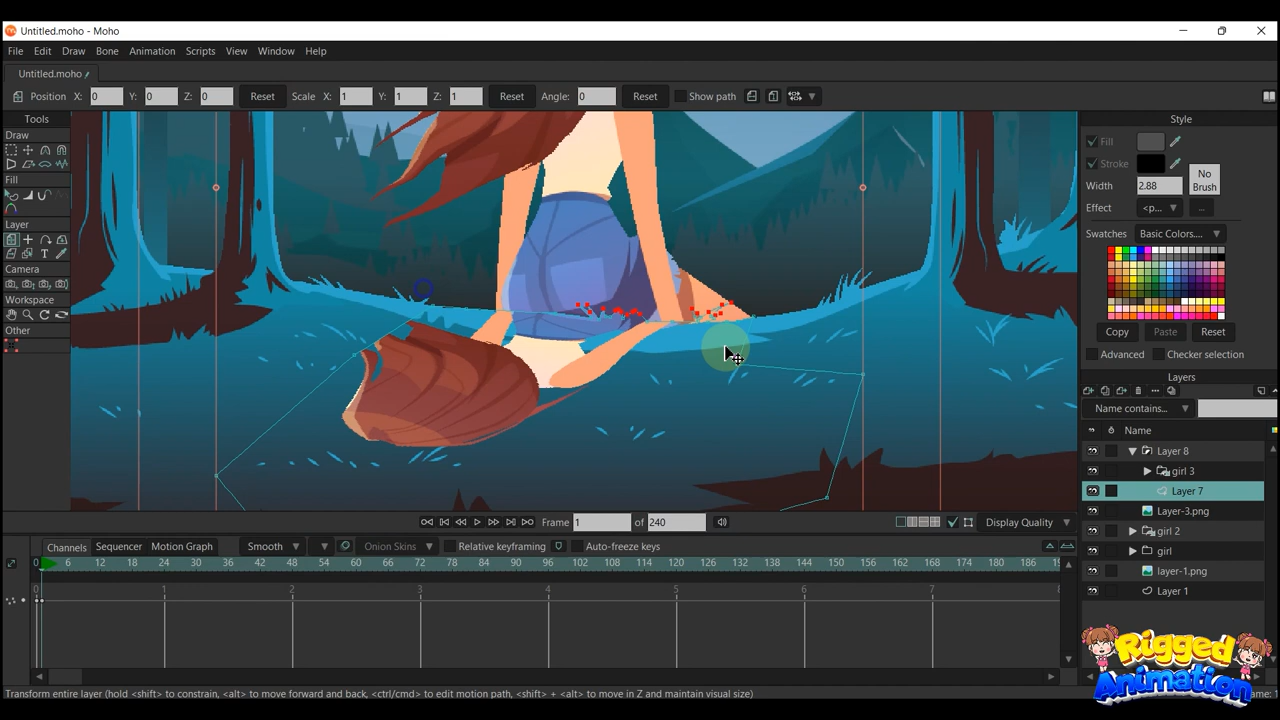 Untitled.moho - Moho
File Edit Draw Bone Animation Scripts View Window Help
Untitled.moho
Position X: 0 Y: 0 Z: 0 Reset Scale X: 1 Y: 1 Z: 1 Reset Angle: 0 Reset Show path
Tools
Draw
Fill
Layer
Camera
Workspace
Other
Style
Fill
Stroke
Width 2.88
No Brush
Effect <p... ...
Swatches Basic Colors....
Copy Paste Reset
Advanced Checker selection
Layers
Name contains...
Name
Layer 8
girl 3
Layer 7
Layer-3.png
girl 2
girl
layer-1.png
Layer 1
Frame 1 of 240 Display Quality
Channels Sequencer Motion Graph Smooth Onion Skins Relative keyframing Auto-freeze keys
0 6 12 18 24 30 36 42 48 54 60 66 72 78 84 90 96 102 108 114 120 126 132 138 144 150 156 162 168 174 180 186
0 1 2 3 4 5 6 7
Transform entire layer (hold <shift> to constrain, <alt> to move forward and back, <ctrl/cmd> to edit motion path, <shift> + <alt> to move in Z and maintain visual size)
Rigged
Animation